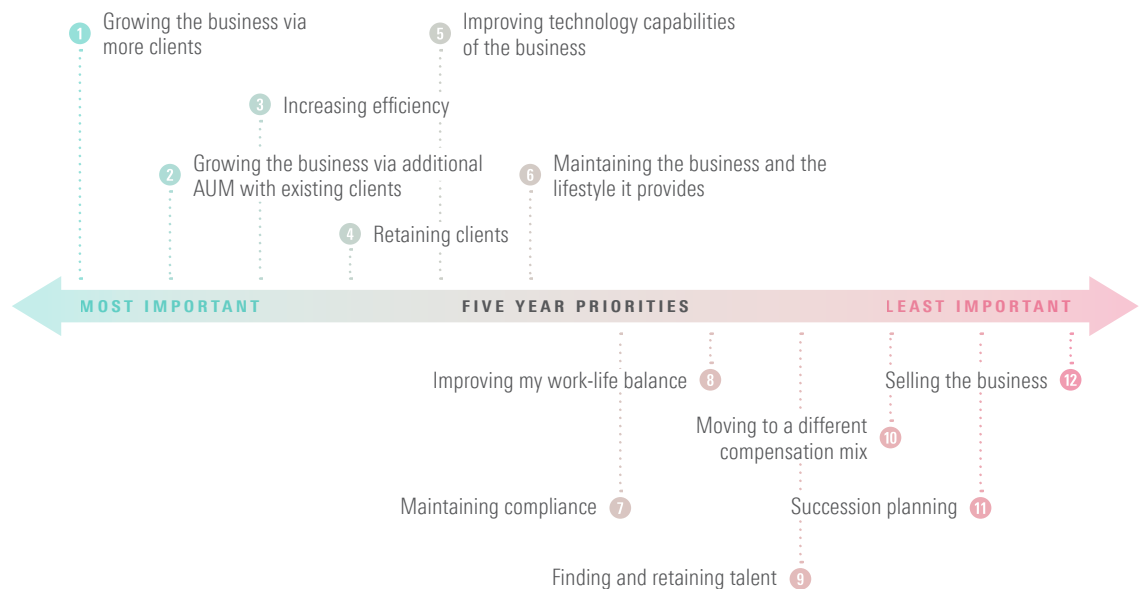 1 Growing the business via
more clients
5 Improving technology capabilities
of the business
3 Increasing efficiency
2 Growing the business via additional
AUM with existing clients
6 Maintaining the business and the
lifestyle it provides
4 Retaining clients
MOST IMPORTANT
FIVE YEAR PRIORITIES
LEAST IMPORTANT
Improving my work-life balance 8
Selling the business 12
Moving to a different
compensation mix 10
Maintaining compliance 7
Succession planning 11
Finding and retaining talent 9